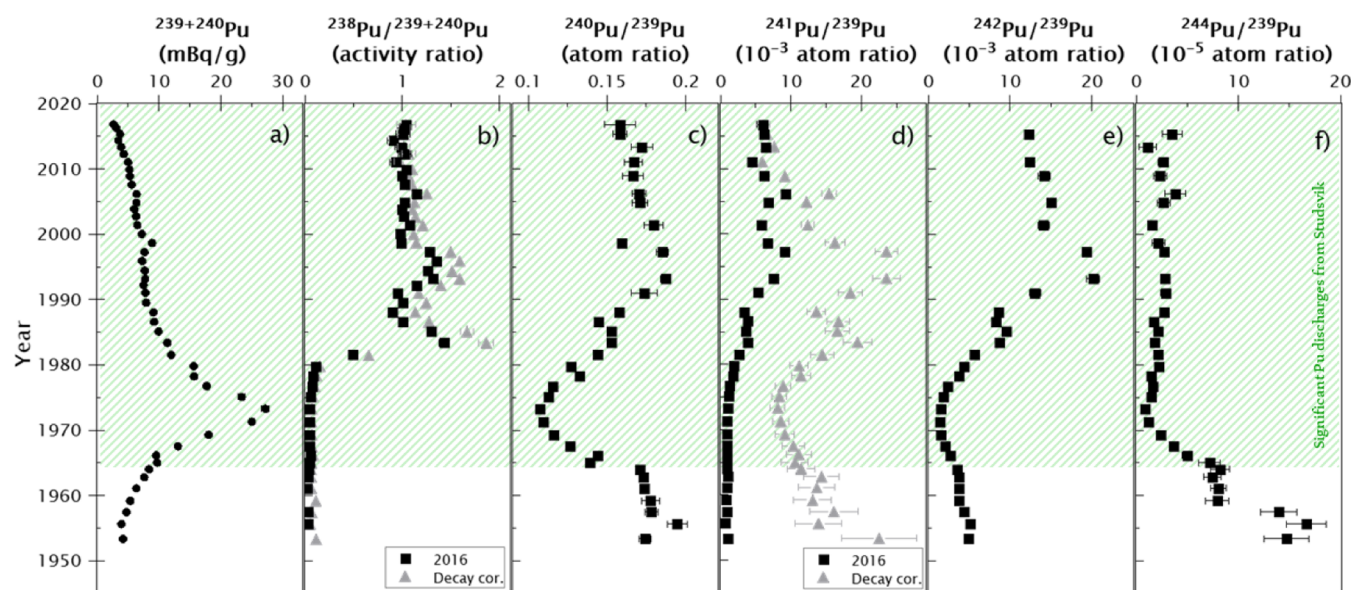 ²³⁹⁺²⁴⁰Pu
(mBq/g)
0 10 20 30
²³⁸Pu/²³⁹⁺²⁴⁰Pu
(activity ratio)
0 1 2
²⁴⁰Pu/²³⁹Pu
(atom ratio)
0.1 0.15 0.2
²⁴¹Pu/²³⁹Pu
(10⁻³ atom ratio)
0 10 20
²⁴²Pu/²³⁹Pu
(10⁻³ atom ratio)
0 10 20
²⁴⁴Pu/²³⁹Pu
(10⁻⁵ atom ratio)
0 10 20
Year
2020
2010
2000
1990
1980
1970
1960
1950
a)
b)
c)
d)
e)
f)
2016
Decay cor.
2016
Decay cor.
Significant Pu discharges from Studsvik